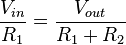 V_in / R_1 = V_out / (R_1 + R_2)